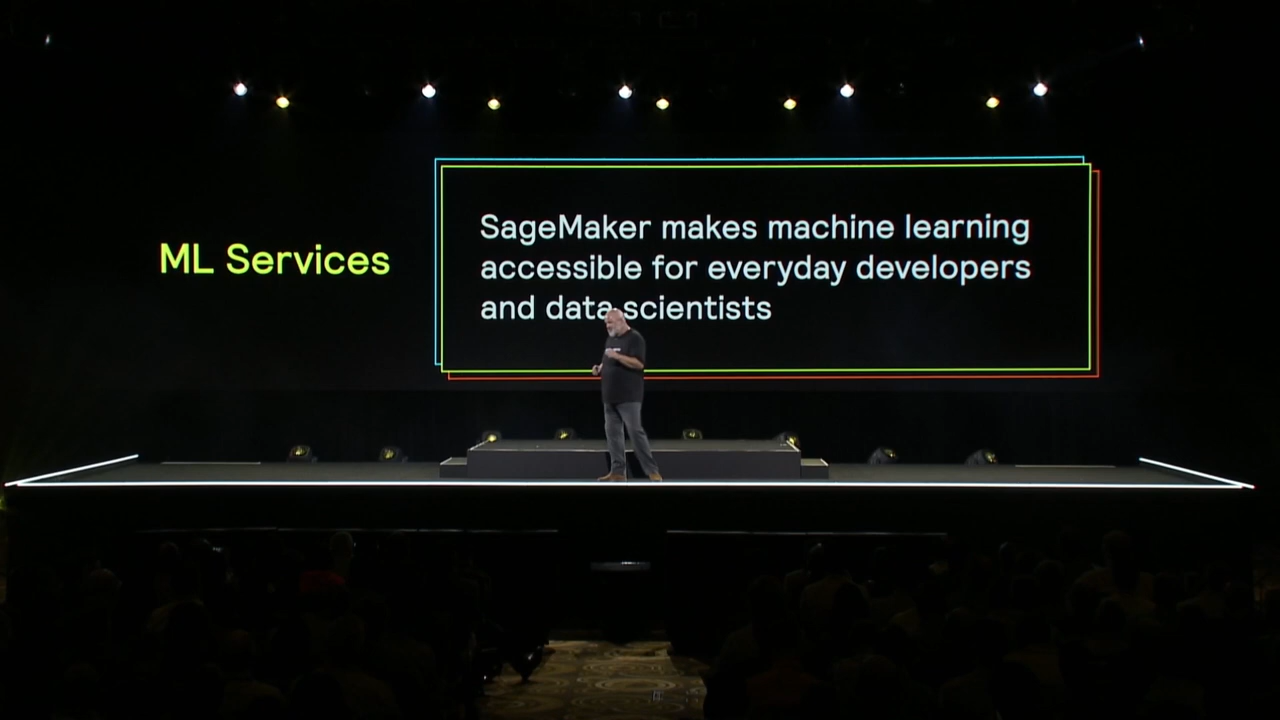 ML Services
SageMaker makes machine learning
accessible for everyday developers
and data scientists